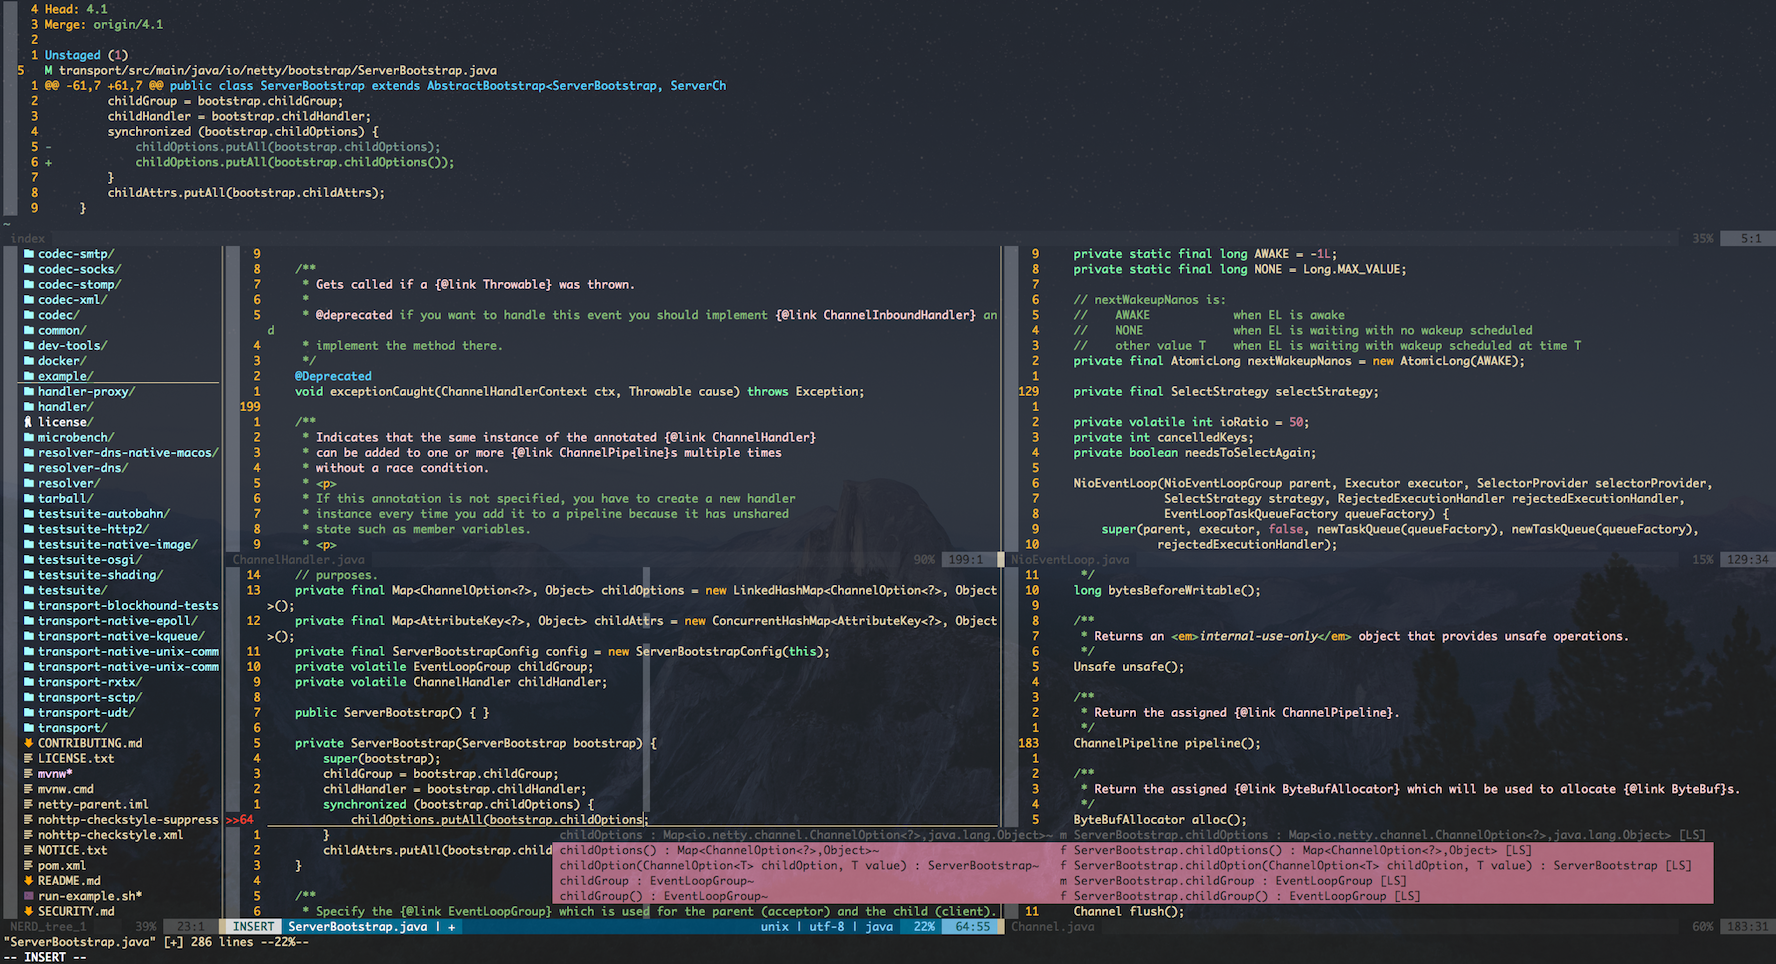 4 Head: 4.1
3 Merge: origin/4.1
2
1 Unstaged (1)
5 M transport/src/main/java/io/netty/bootstrap/ServerBootstrap.java
1 @@ -61,7 +61,7 @@ public class ServerBootstrap extends AbstractBootstrap<ServerBootstrap, ServerCh
2 childGroup = bootstrap.childGroup;
3 childHandler = bootstrap.childHandler;
4 synchronized (bootstrap.childOptions) {
5 - childOptions.putAll(bootstrap.childOptions);
6 + childOptions.putAll(bootstrap.childOptions());
7 }
8 childAttrs.putAll(bootstrap.childAttrs);
9 }
~
index 35% 5:1
codec-smtp/
codec-socks/
codec-stomp/
codec-xml/
codec/
common/
dev-tools/
docker/
example/
handler-proxy/
handler/
license/
microbench/
resolver-dns-native-macos/
resolver-dns/
resolver/
tarball/
testsuite-autobahn/
testsuite-http2/
testsuite-native-image/
testsuite-osgi/
testsuite-shading/
testsuite/
transport-blockhound-tests
transport-native-epoll/
transport-native-kqueue/
transport-native-unix-comm
transport-native-unix-comm
transport-rxtx/
transport-sctp/
transport-udt/
transport/
CONTRIBUTING.md
LICENSE.txt
mvnw*
mvnw.cmd
netty-parent.iml
nohttp-checkstyle-suppress
nohttp-checkstyle.xml
NOTICE.txt
pom.xml
README.md
run-example.sh*
SECURITY.md
NERD_tree_1 39% 23:1
9
8 /**
7 * Gets called if a {@link Throwable} was thrown.
6 *
5 * @deprecated if you want to handle this event you should implement {@link ChannelInboundHandler} an
d
4 * implement the method there.
3 */
2 @Deprecated
1 void exceptionCaught(ChannelHandlerContext ctx, Throwable cause) throws Exception;
199
1 /**
2 * Indicates that the same instance of the annotated {@link ChannelHandler}
3 * can be added to one or more {@link ChannelPipeline}s multiple times
4 * without a race condition.
5 * <p>
6 * If this annotation is not specified, you have to create a new handler
7 * instance every time you add it to a pipeline because it has unshared
8 * state such as member variables.
9 * <p>
ChannelHandler.java 90% 199:1
14 // purposes.
13 private final Map<ChannelOption<?>, Object> childOptions = new LinkedHashMap<ChannelOption<?>, Object
>();
12 private final Map<AttributeKey<?>, Object> childAttrs = new ConcurrentHashMap<AttributeKey<?>, Object
>();
11 private final ServerBootstrapConfig config = new ServerBootstrapConfig(this);
10 private volatile EventLoopGroup childGroup;
9 private volatile ChannelHandler childHandler;
8
7 public ServerBootstrap() { }
6
5 private ServerBootstrap(ServerBootstrap bootstrap) {
4 super(bootstrap);
3 childGroup = bootstrap.childGroup;
2 childHandler = bootstrap.childHandler;
1 synchronized (bootstrap.childOptions) {
>>64 childOptions.putAll(bootstrap.childOptions;
1 }
2 childAttrs.putAll(bootstrap.child
3 }
4
5 /**
6 * Specify the {@link EventLoopGroup} which is used for the parent (acceptor) and the child (client).
childOptions : Map<io.netty.channel.ChannelOption<?>,java.lang.Object>~ m ServerBootstrap.childOptions : Map<io.netty.channel.ChannelOption<?>,java.lang.Object> [LS]
childOptions() : Map<ChannelOption<?>,Object>~ f ServerBootstrap.childOptions() : Map<ChannelOption<?>,Object> [LS]
childOption(ChannelOption<T> childOption, T value) : ServerBootstrap~ f ServerBootstrap.childOption(ChannelOption<T> childOption, T value) : ServerBootstrap [LS]
childGroup : EventLoopGroup~ m ServerBootstrap.childGroup : EventLoopGroup [LS]
childGroup() : EventLoopGroup~ f ServerBootstrap.childGroup() : EventLoopGroup [LS]
INSERT ServerBootstrap.java | + unix | utf-8 | java 22% 64:55
9 private static final long AWAKE = -1L;
8 private static final long NONE = Long.MAX_VALUE;
7
6 // nextWakeupNanos is:
5 // AWAKE when EL is awake
4 // NONE when EL is waiting with no wakeup scheduled
3 // other value T when EL is waiting with wakeup scheduled at time T
2 private final AtomicLong nextWakeupNanos = new AtomicLong(AWAKE);
1
129 private final SelectStrategy selectStrategy;
1
2 private volatile int ioRatio = 50;
3 private int cancelledKeys;
4 private boolean needsToSelectAgain;
5
6 NioEventLoop(NioEventLoopGroup parent, Executor executor, SelectorProvider selectorProvider,
7 SelectStrategy strategy, RejectedExecutionHandler rejectedExecutionHandler,
8 EventLoopTaskQueueFactory queueFactory) {
9 super(parent, executor, false, newTaskQueue(queueFactory), newTaskQueue(queueFactory),
10 rejectedExecutionHandler);
NioEventLoop.java 15% 129:34
11 */
10 long bytesBeforeWritable();
9
8 /**
7 * Returns an <em>internal-use-only</em> object that provides unsafe operations.
6 */
5 Unsafe unsafe();
4
3 /**
2 * Return the assigned {@link ChannelPipeline}.
1 */
183 ChannelPipeline pipeline();
1
2 /**
3 * Return the assigned {@link ByteBufAllocator} which will be used to allocate {@link ByteBuf}s.
4 */
5 ByteBufAllocator alloc();
11 Channel flush();
Channel.java 60% 183:31
"ServerBootstrap.java" [+] 286 lines --22%--
-- INSERT --